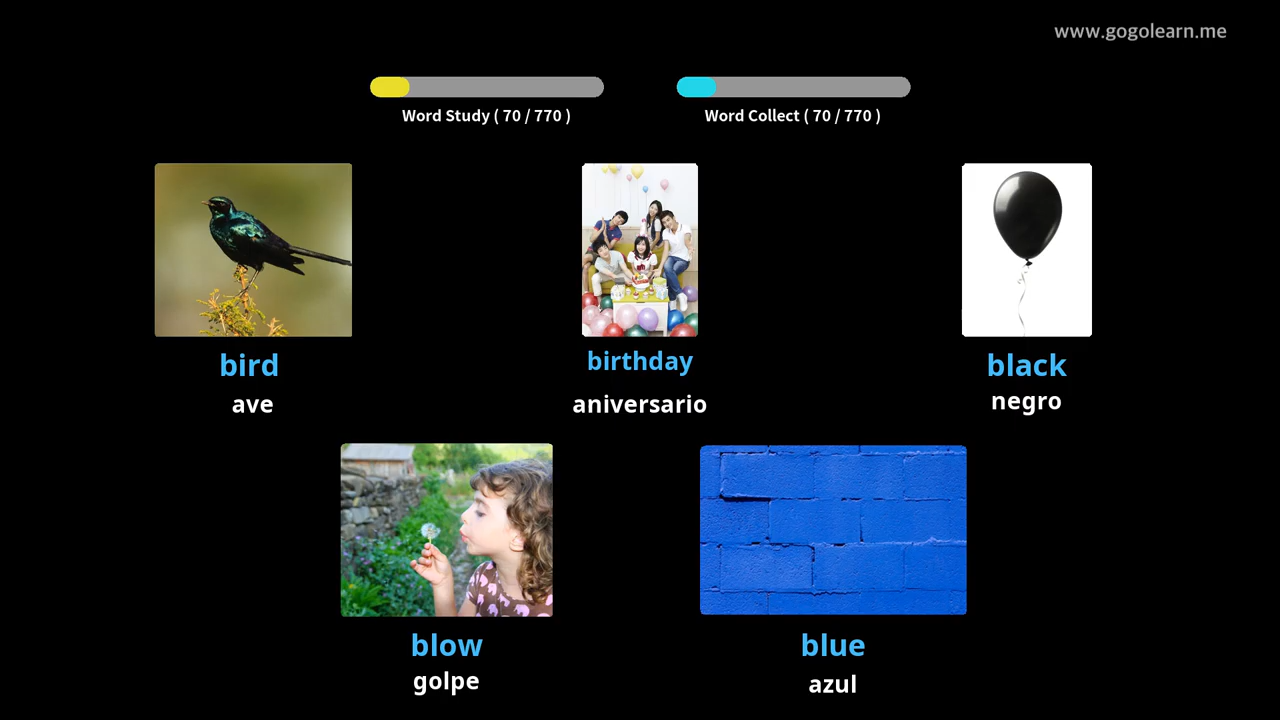 www.gogolearn.me
Word Study ( 70 / 770 )
Word Collect ( 70 / 770 )
bird
ave
birthday
aniversario
black
negro
blow
golpe
blue
azul